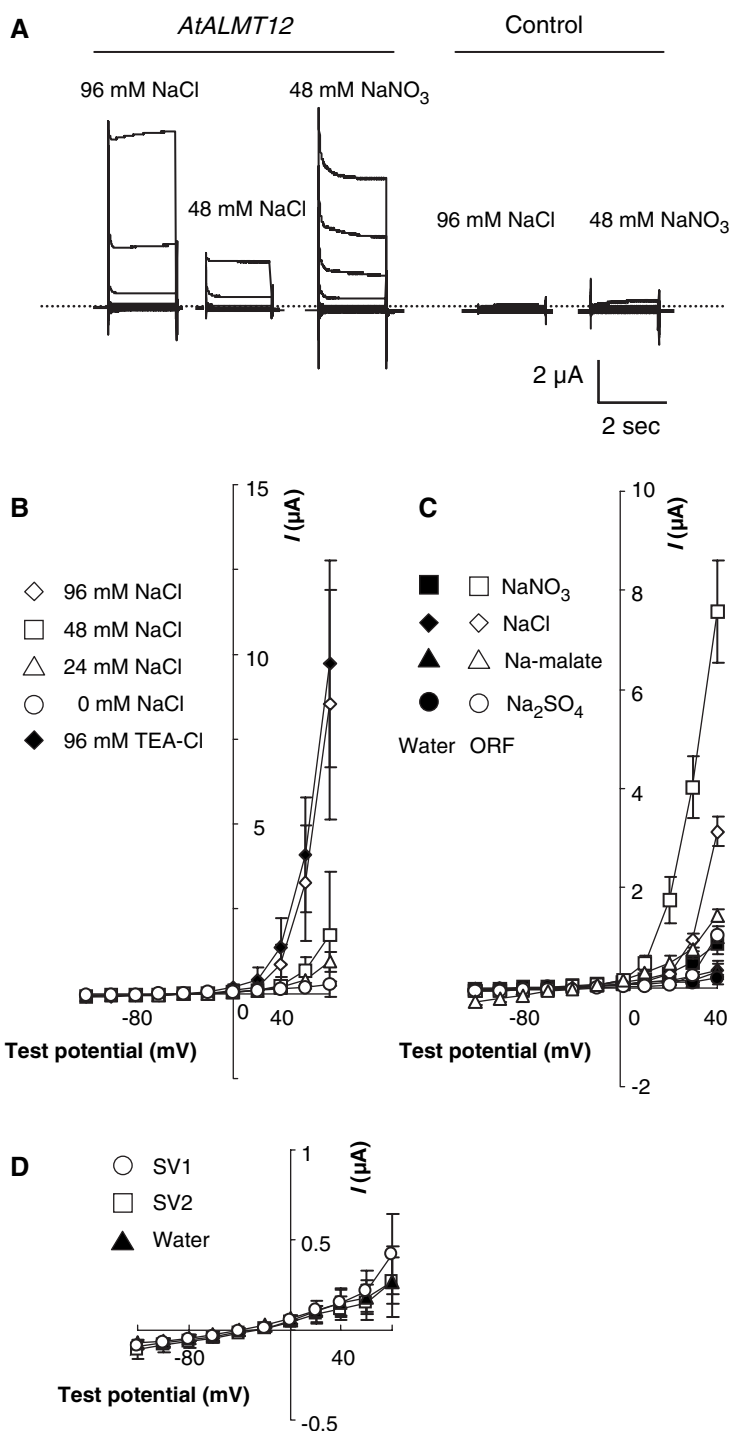 A
AtALMT12
Control
96 mM NaCl
48 mM NaNO3
48 mM NaCl
96 mM NaCl
48 mM NaNO3
2 µA
2 sec
B
15
I (µA)
10
5
-80
0
40
Test potential (mV)
96 mM NaCl
48 mM NaCl
24 mM NaCl
0 mM NaCl
96 mM TEA-Cl
C
10
I (µA)
8
6
4
2
-80
0
40
-2
Test potential (mV)
NaNO3
NaCl
Na-malate
Na2SO4
Water ORF
D
SV1
SV2
Water
1
I (µA)
0.5
-80
40
-0.5
Test potential (mV)